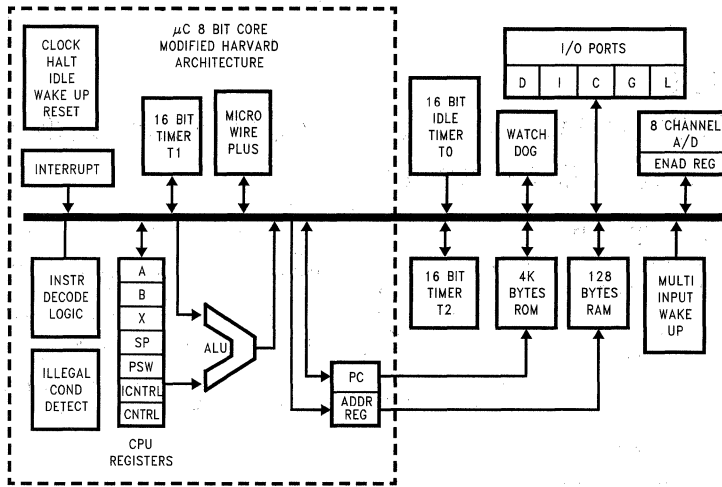 CLOCK
HALT
IDLE
WAKE UP
RESET
µC 8 BIT CORE
MODIFIED HARVARD
ARCHITECTURE
I/O PORTS
D I C G L
16 BIT
TIMER
T1
MICRO
WIRE
PLUS
16 BIT
IDLE
TIMER
T0
WATCH
DOG
8 CHANNEL
A/D
ENAD REG
INTERRUPT
INSTR
DECODE
LOGIC
A
B
X
SP
PSW
ICNTRL
CNTRL
CPU
REGISTERS
ALU
16 BIT
TIMER
T2
4K
BYTES
ROM
128
BYTES
RAM
MULTI
INPUT
WAKE
UP
ILLEGAL
COND
DETECT
PC
ADDR
REG